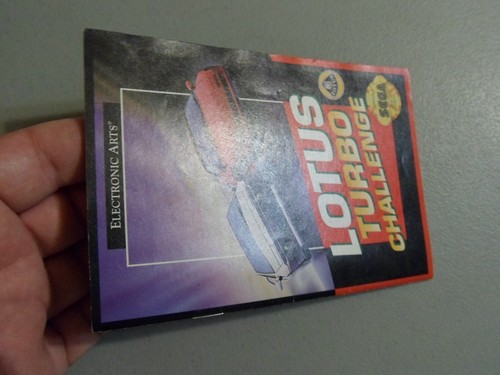 ELECTRONIC ARTS®
LOTUS
TURBO
CHALLENGE
SEGA